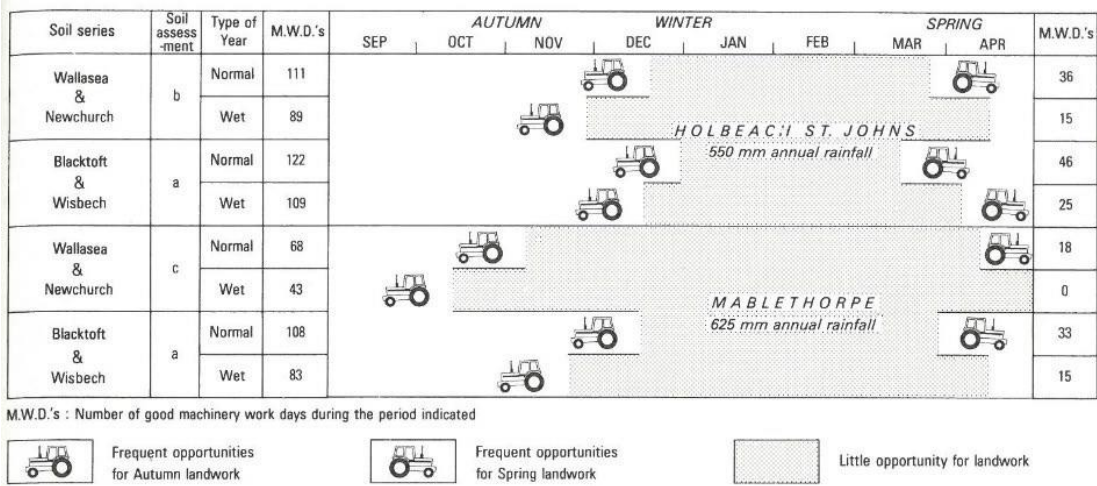 Soil series Soil assess -ment Type of Year M.W.D.'s AUTUMN WINTER SPRING M.W.D.'s
SEP OCT NOV DEC JAN FEB MAR APR
Wallasea & Newchurch b Normal 111 36
Wet 89 15
HOLBEACH ST. JOHNS
550 mm annual rainfall
Blacktoft & Wisbech a Normal 122 46
Wet 109 25
Wallasea & Newchurch c Normal 68 18
Wet 43 0
MABLETHORPE
625 mm annual rainfall
Blacktoft & Wisbech a Normal 108 33
Wet 83 15
M.W.D.'s : Number of good machinery work days during the period indicated
Frequent opportunities for Autumn landwork
Frequent opportunities for Spring landwork
Little opportunity for landwork